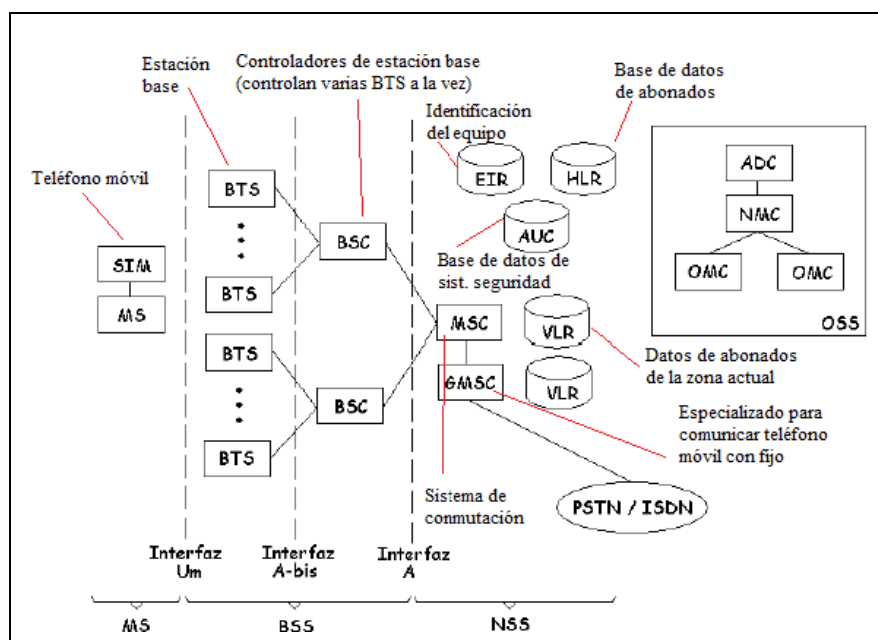 Estación
base
Controladores de estación base
(controlan varias BTS a la vez)
Base de datos
de abonados
Identificación
del equipo
Teléfono móvil
BTS
BTS
BTS
BTS
SIM
MS
BSC
BSC
EIR
HLR
AUC
Base de datos de
sist. seguridad
MSC
GMSC
VLR
VLR
ADC
NMC
OMC
OMC
OSS
Datos de abonados
de la zona actual
Especializado para
comunicar teléfono
móvil con fijo
Sistema de
conmutación
PSTN / ISDN
Interfaz
Um
Interfaz
A-bis
Interfaz
A
MS
BSS
NSS